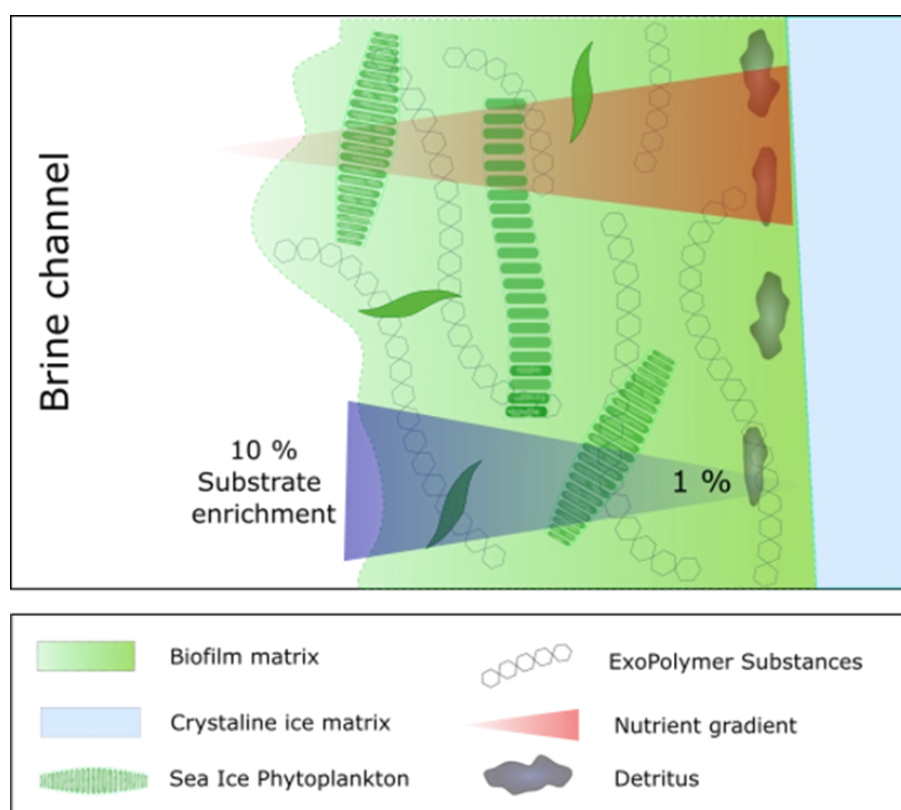 Brine channel
10 %
Substrate
enrichment
1 %
Biofilm matrix
ExoPolymer Substances
Crystaline ice matrix
Nutrient gradient
Sea Ice Phytoplankton
Detritus